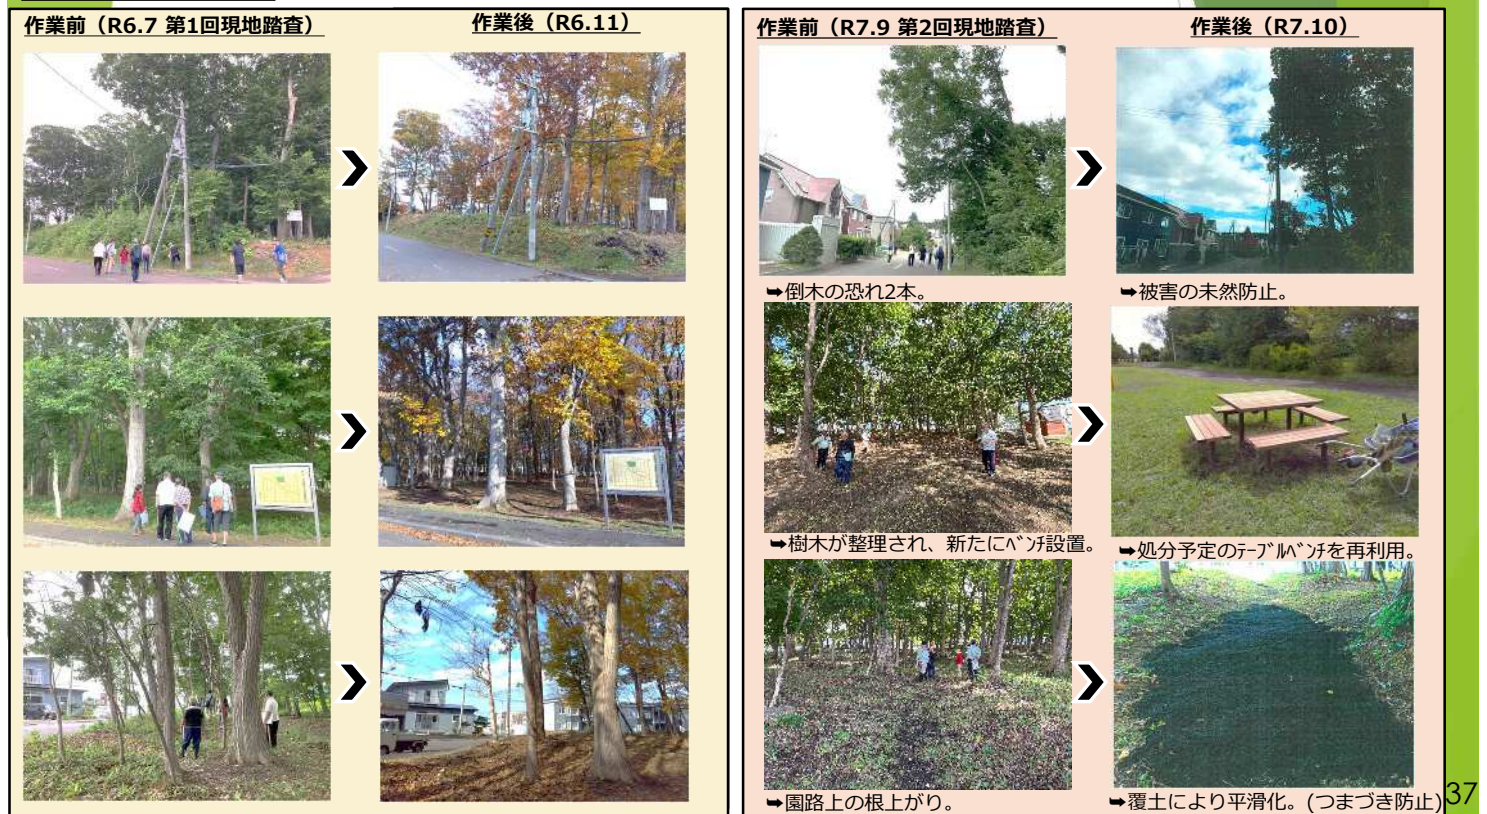 作業前（R6.7 第1回現地踏査）
作業後（R6.11）
作業前（R7.9 第2回現地踏査）
作業後（R7.10）
➥倒木の恐れ2本。
➥被害の未然防止。
➥樹木が整理され、新たにﾍﾞﾝﾁ設置。
➥処分予定のﾃｰﾌﾞﾙﾍﾞﾝﾁを再利用。
➥園路上の根上がり。
➥覆土により平滑化。(つまづき防止)
37